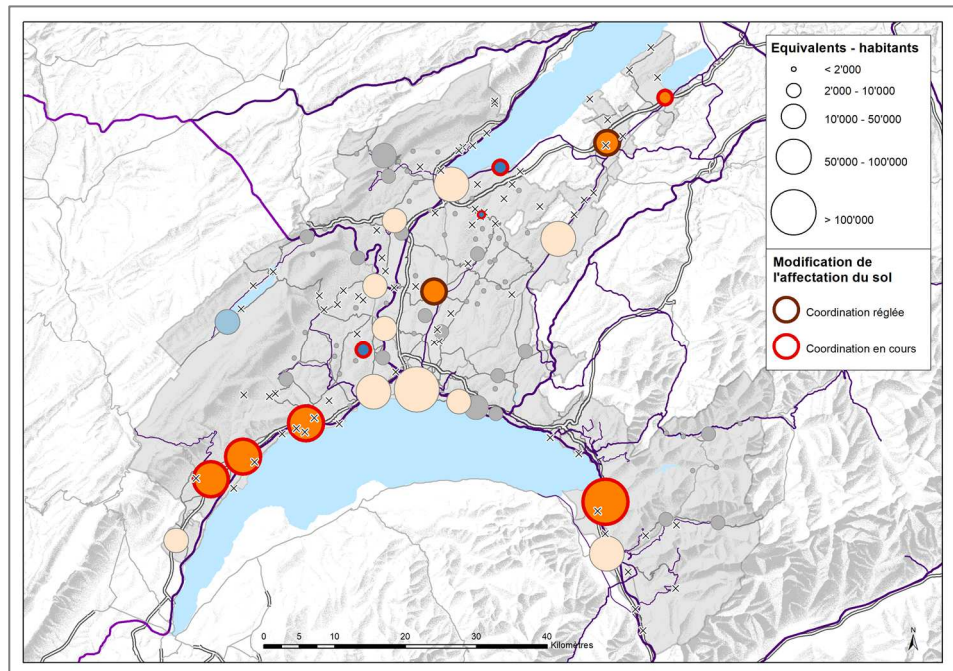 Equivalents - habitants
< 2'000
2'000 - 10'000
10'000 - 50'000
50'000 - 100'000
> 100'000
Modification de
l'affectation du sol
Coordination réglée
Coordination en cours
0 5 10 20 30 40
Kilomètres
N